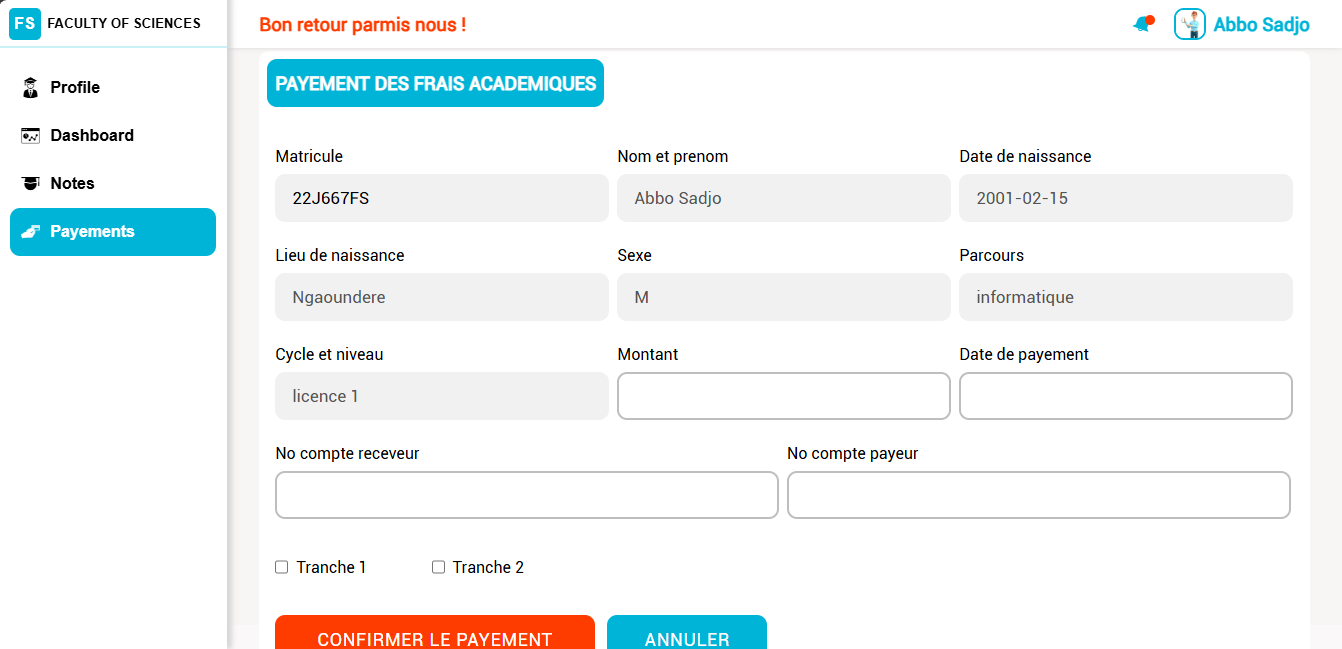 FS FACULTY OF SCIENCES
Bon retour parmis nous !
Abbo Sadjo
Profile
Dashboard
Notes
Payements
PAYEMENT DES FRAIS ACADEMIQUES
Matricule Nom et prenom Date de naissance
22J667FS Abbo Sadjo 2001-02-15
Lieu de naissance Sexe Parcours
Ngaoundere M informatique
Cycle et niveau Montant Date de payement
licence 1
No compte receveur No compte payeur
Tranche 1 Tranche 2
CONFIRMER LE PAYEMENT ANNULER